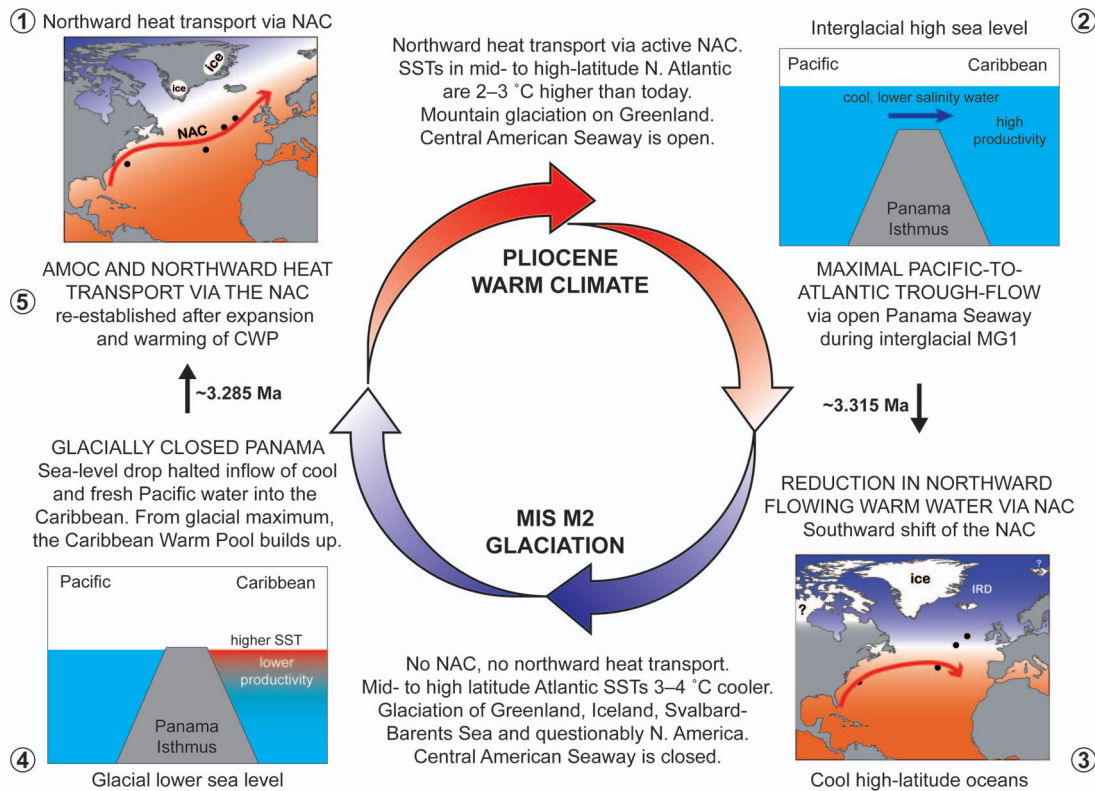 ① Northward heat transport via NAC
ice
ice
NAC
Northward heat transport via active NAC.
SSTs in mid- to high-latitude N. Atlantic
are 2–3 ˚C higher than today.
Mountain glaciation on Greenland.
Central American Seaway is open.
②
Interglacial high sea level
Pacific Caribbean
cool, lower salinity water
high
productivity
Panama
Isthmus
PLIOCENE
WARM CLIMATE
MAXIMAL PACIFIC-TO-
ATLANTIC TROUGH-FLOW
via open Panama Seaway
during interglacial MG1
~3.315 Ma
REDUCTION IN NORTHWARD
FLOWING WARM WATER VIA NAC
Southward shift of the NAC
ice
IRD
?
?
?
Cool high-latitude oceans
③
MIS M2
GLACIATION
No NAC, no northward heat transport.
Mid- to high latitude Atlantic SSTs 3–4 ˚C cooler.
Glaciation of Greenland, Iceland, Svalbard-
Barents Sea and questionably N. America.
Central American Seaway is closed.
GLACIALLY CLOSED PANAMA
Sea-level drop halted inflow of cool
and fresh Pacific water into the
Caribbean. From glacial maximum,
the Caribbean Warm Pool builds up.
Pacific Caribbean
higher SST
lower
productivity
Panama
Isthmus
④
Glacial lower sea level
~3.285 Ma
⑤
AMOC AND NORTHWARD HEAT
TRANSPORT VIA THE NAC
re-established after expansion
and warming of CWP